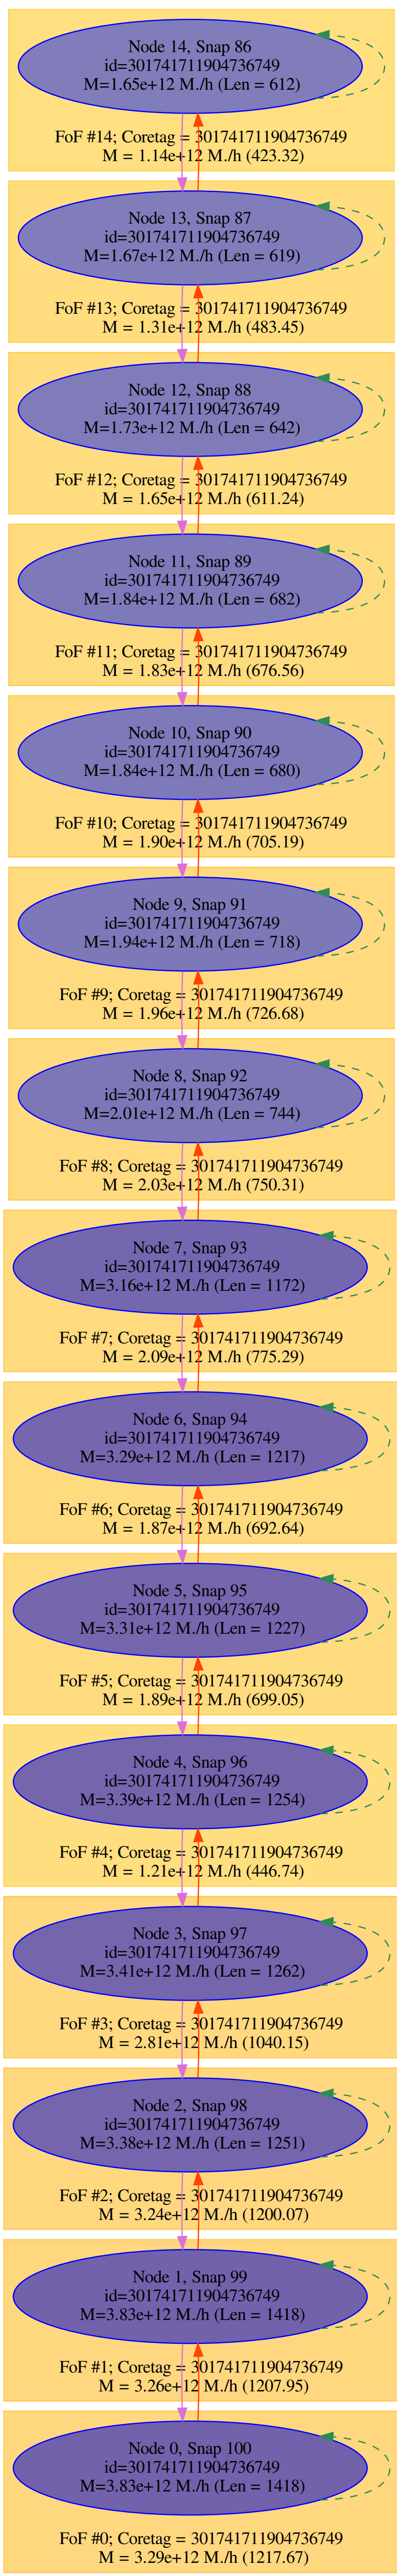 Node 14, Snap 86
id=301741711904736749
M=1.65e+12 M./h (Len = 612)
FoF #14; Coretag = 301741711904736749
M = 1.14e+12 M./h (423.32)
Node 13, Snap 87
id=301741711904736749
M=1.67e+12 M./h (Len = 619)
FoF #13; Coretag = 301741711904736749
M = 1.31e+12 M./h (483.45)
Node 12, Snap 88
id=301741711904736749
M=1.73e+12 M./h (Len = 642)
FoF #12; Coretag = 301741711904736749
M = 1.65e+12 M./h (611.24)
Node 11, Snap 89
id=301741711904736749
M=1.84e+12 M./h (Len = 682)
FoF #11; Coretag = 301741711904736749
M = 1.83e+12 M./h (676.56)
Node 10, Snap 90
id=301741711904736749
M=1.84e+12 M./h (Len = 680)
FoF #10; Coretag = 301741711904736749
M = 1.90e+12 M./h (705.19)
Node 9, Snap 91
id=301741711904736749
M=1.94e+12 M./h (Len = 718)
FoF #9; Coretag = 301741711904736749
M = 1.96e+12 M./h (726.68)
Node 8, Snap 92
id=301741711904736749
M=2.01e+12 M./h (Len = 744)
FoF #8; Coretag = 301741711904736749
M = 2.03e+12 M./h (750.31)
Node 7, Snap 93
id=301741711904736749
M=3.16e+12 M./h (Len = 1172)
FoF #7; Coretag = 301741711904736749
M = 2.09e+12 M./h (775.29)
Node 6, Snap 94
id=301741711904736749
M=3.29e+12 M./h (Len = 1217)
FoF #6; Coretag = 301741711904736749
M = 1.87e+12 M./h (692.64)
Node 5, Snap 95
id=301741711904736749
M=3.31e+12 M./h (Len = 1227)
FoF #5; Coretag = 301741711904736749
M = 1.89e+12 M./h (699.05)
Node 4, Snap 96
id=301741711904736749
M=3.39e+12 M./h (Len = 1254)
FoF #4; Coretag = 301741711904736749
M = 1.21e+12 M./h (446.74)
Node 3, Snap 97
id=301741711904736749
M=3.41e+12 M./h (Len = 1262)
FoF #3; Coretag = 301741711904736749
M = 2.81e+12 M./h (1040.15)
Node 2, Snap 98
id=301741711904736749
M=3.38e+12 M./h (Len = 1251)
FoF #2; Coretag = 301741711904736749
M = 3.24e+12 M./h (1200.07)
Node 1, Snap 99
id=301741711904736749
M=3.83e+12 M./h (Len = 1418)
FoF #1; Coretag = 301741711904736749
M = 3.26e+12 M./h (1207.95)
Node 0, Snap 100
id=301741711904736749
M=3.83e+12 M./h (Len = 1418)
FoF #0; Coretag = 301741711904736749
M = 3.29e+12 M./h (1217.67)